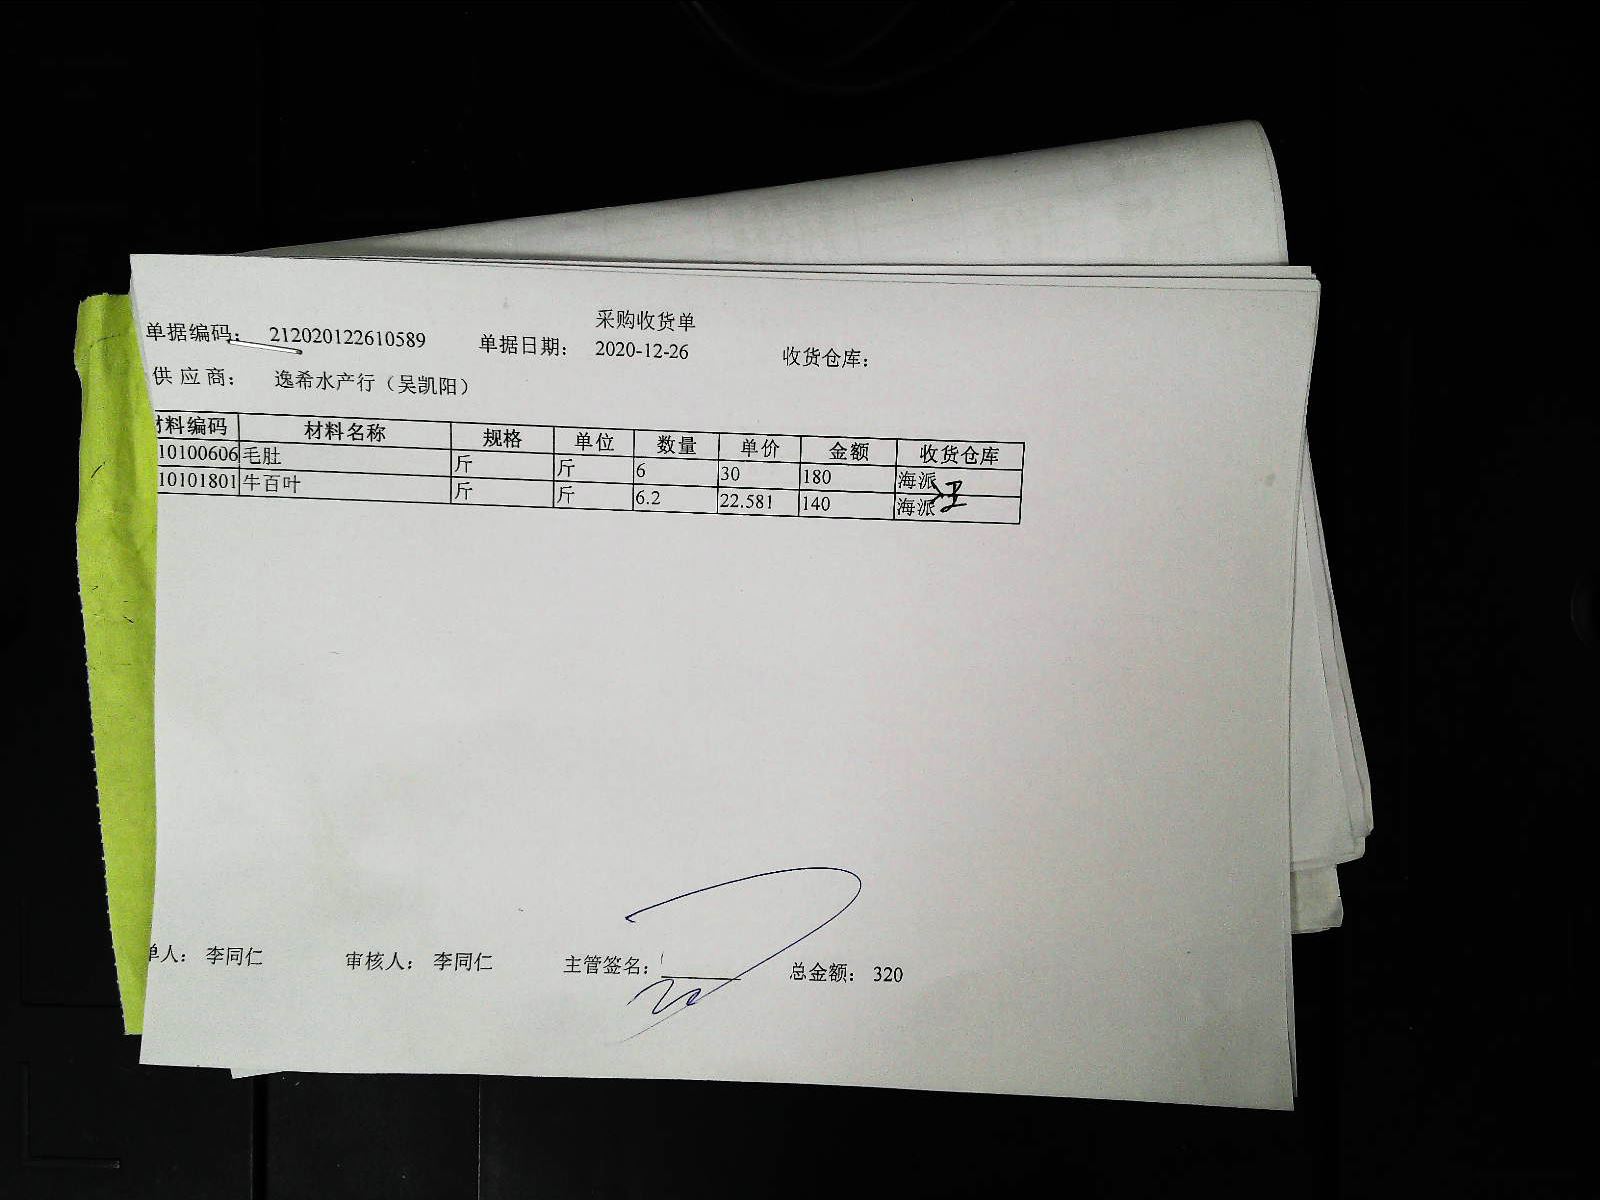 采购收货单
单据编码： 212020122610589 单据日期： 2020-12-26 收货仓库：
供 应 商： 逸希水产行（吴凯阳）
材料编码 材料名称 规格 单位 数量 单价 金额 收货仓库
10100606 毛肚 斤 斤 6 30 180 海派
10101801 牛百叶 斤 斤 6.2 22.581 140 海派
单人： 李同仁 审核人： 李同仁 主管签名： 总金额： 320